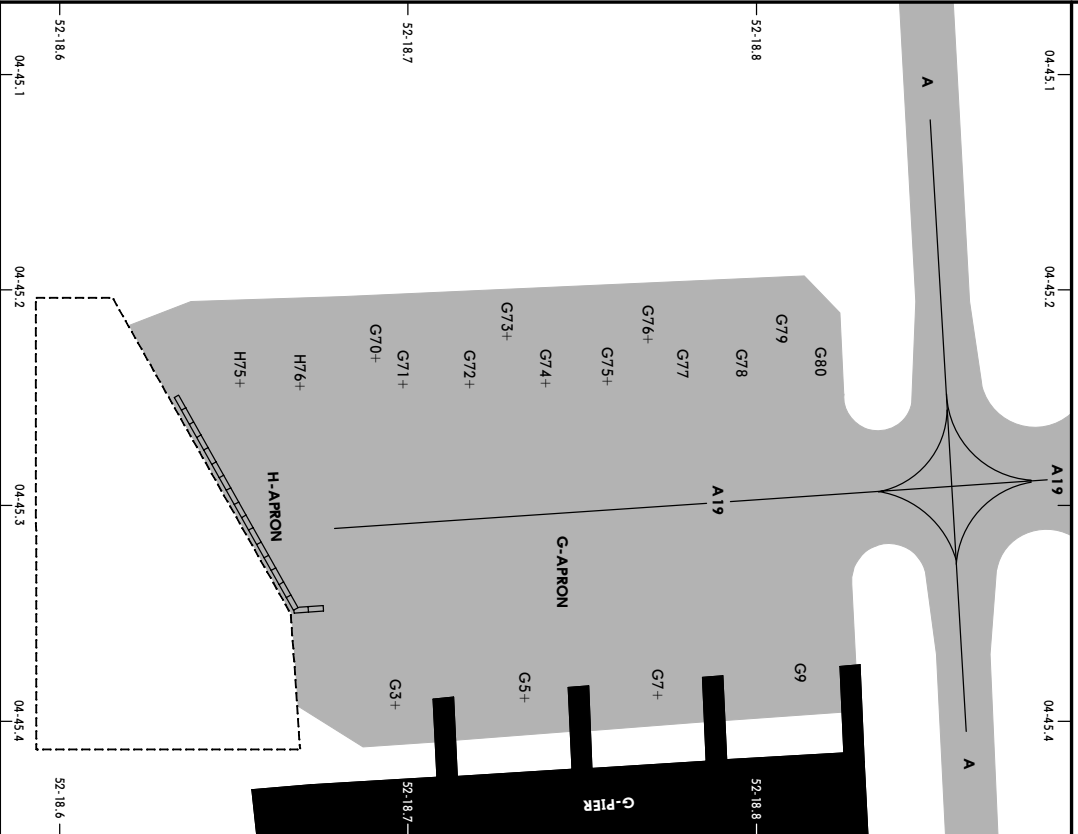 52-18.6
52-18.7
52-18.8
04-45.1
04-45.1
A
04-45.2
04-45.2
G73+
G76+
G79
G70+
H75+
H76+
G71+
G72+
G74+
G75+
G77
G78
G80
04-45.3
H-APRON
A19
A19
G-APRON
G3+
G5+
G7+
G9
04-45.4
04-45.4
A
52-18.6
52-18.7
52-18.8
G-PIER